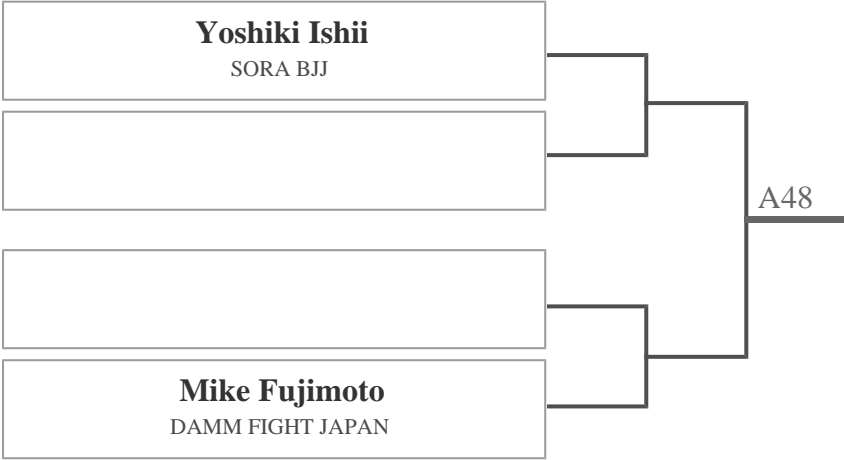 Yoshiki Ishii
SORA BJJ
A48
Mike Fujimoto
DAMM FIGHT JAPAN